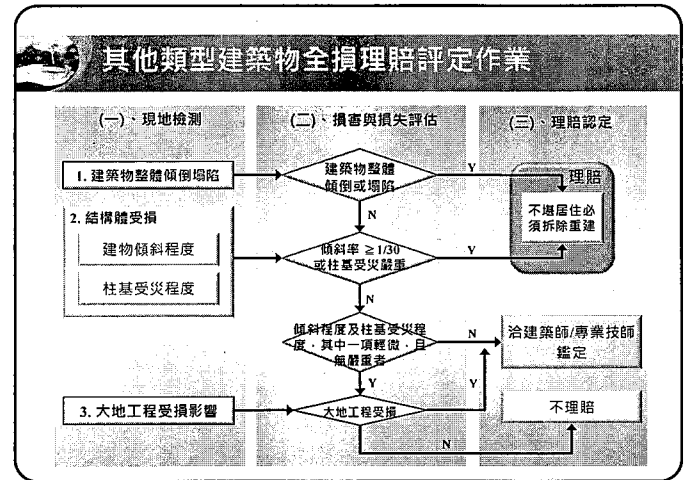 其他類型建築物全損理賠評定作業
(一)、現地檢測
(二)、損害與損失評估
(三)、理賠認定
1. 建築物整體傾倒塌陷
建築物整體
傾倒或塌陷
Y
理賠
不堪居住必
須拆除重建
N
2. 結構體受損
建物傾斜程度
柱基受災程度
傾斜率 ≧1/30
或柱基受災嚴重
Y
N
傾斜程度及柱基受災程
度，其中一項輕微，且
無嚴重者
N
洽建築師/專業技師
鑑定
Y
Y
3. 大地工程受損影響
大地工程受損
不理賠
N